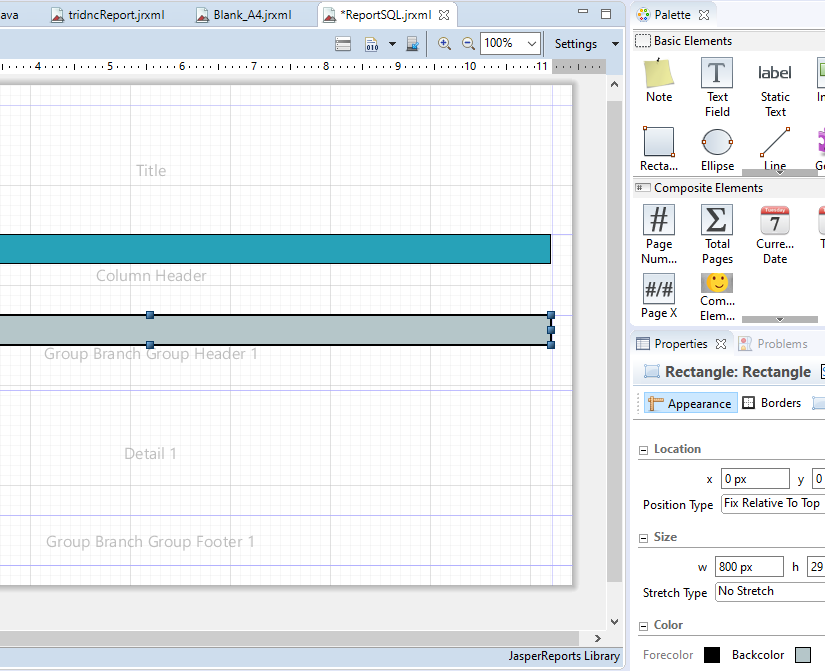 ava
tridncReport.jrxml
Blank_A4.jrxml
*ReportSQL.jrxml
Palette
100%
Settings
Basic Elements
4 5 6 7 8 9 10 11
Note
Text Field
label
Static Text
Recta...
Ellipse
Line
Title
Composite Elements
Page Num...
Total Pages
Tuesday
7
Curre... Date
Column Header
#/#
Page X
Com... Elem...
Group Branch Group Header 1
Properties
Problems
Rectangle: Rectangle
Appearance
Borders
Detail 1
Location
x 0 px y 0
Position Type Fix Relative To Top
Group Branch Group Footer 1
Size
w 800 px h 29
Stretch Type No Stretch
Color
Forecolor Backcolor
JasperReports Library